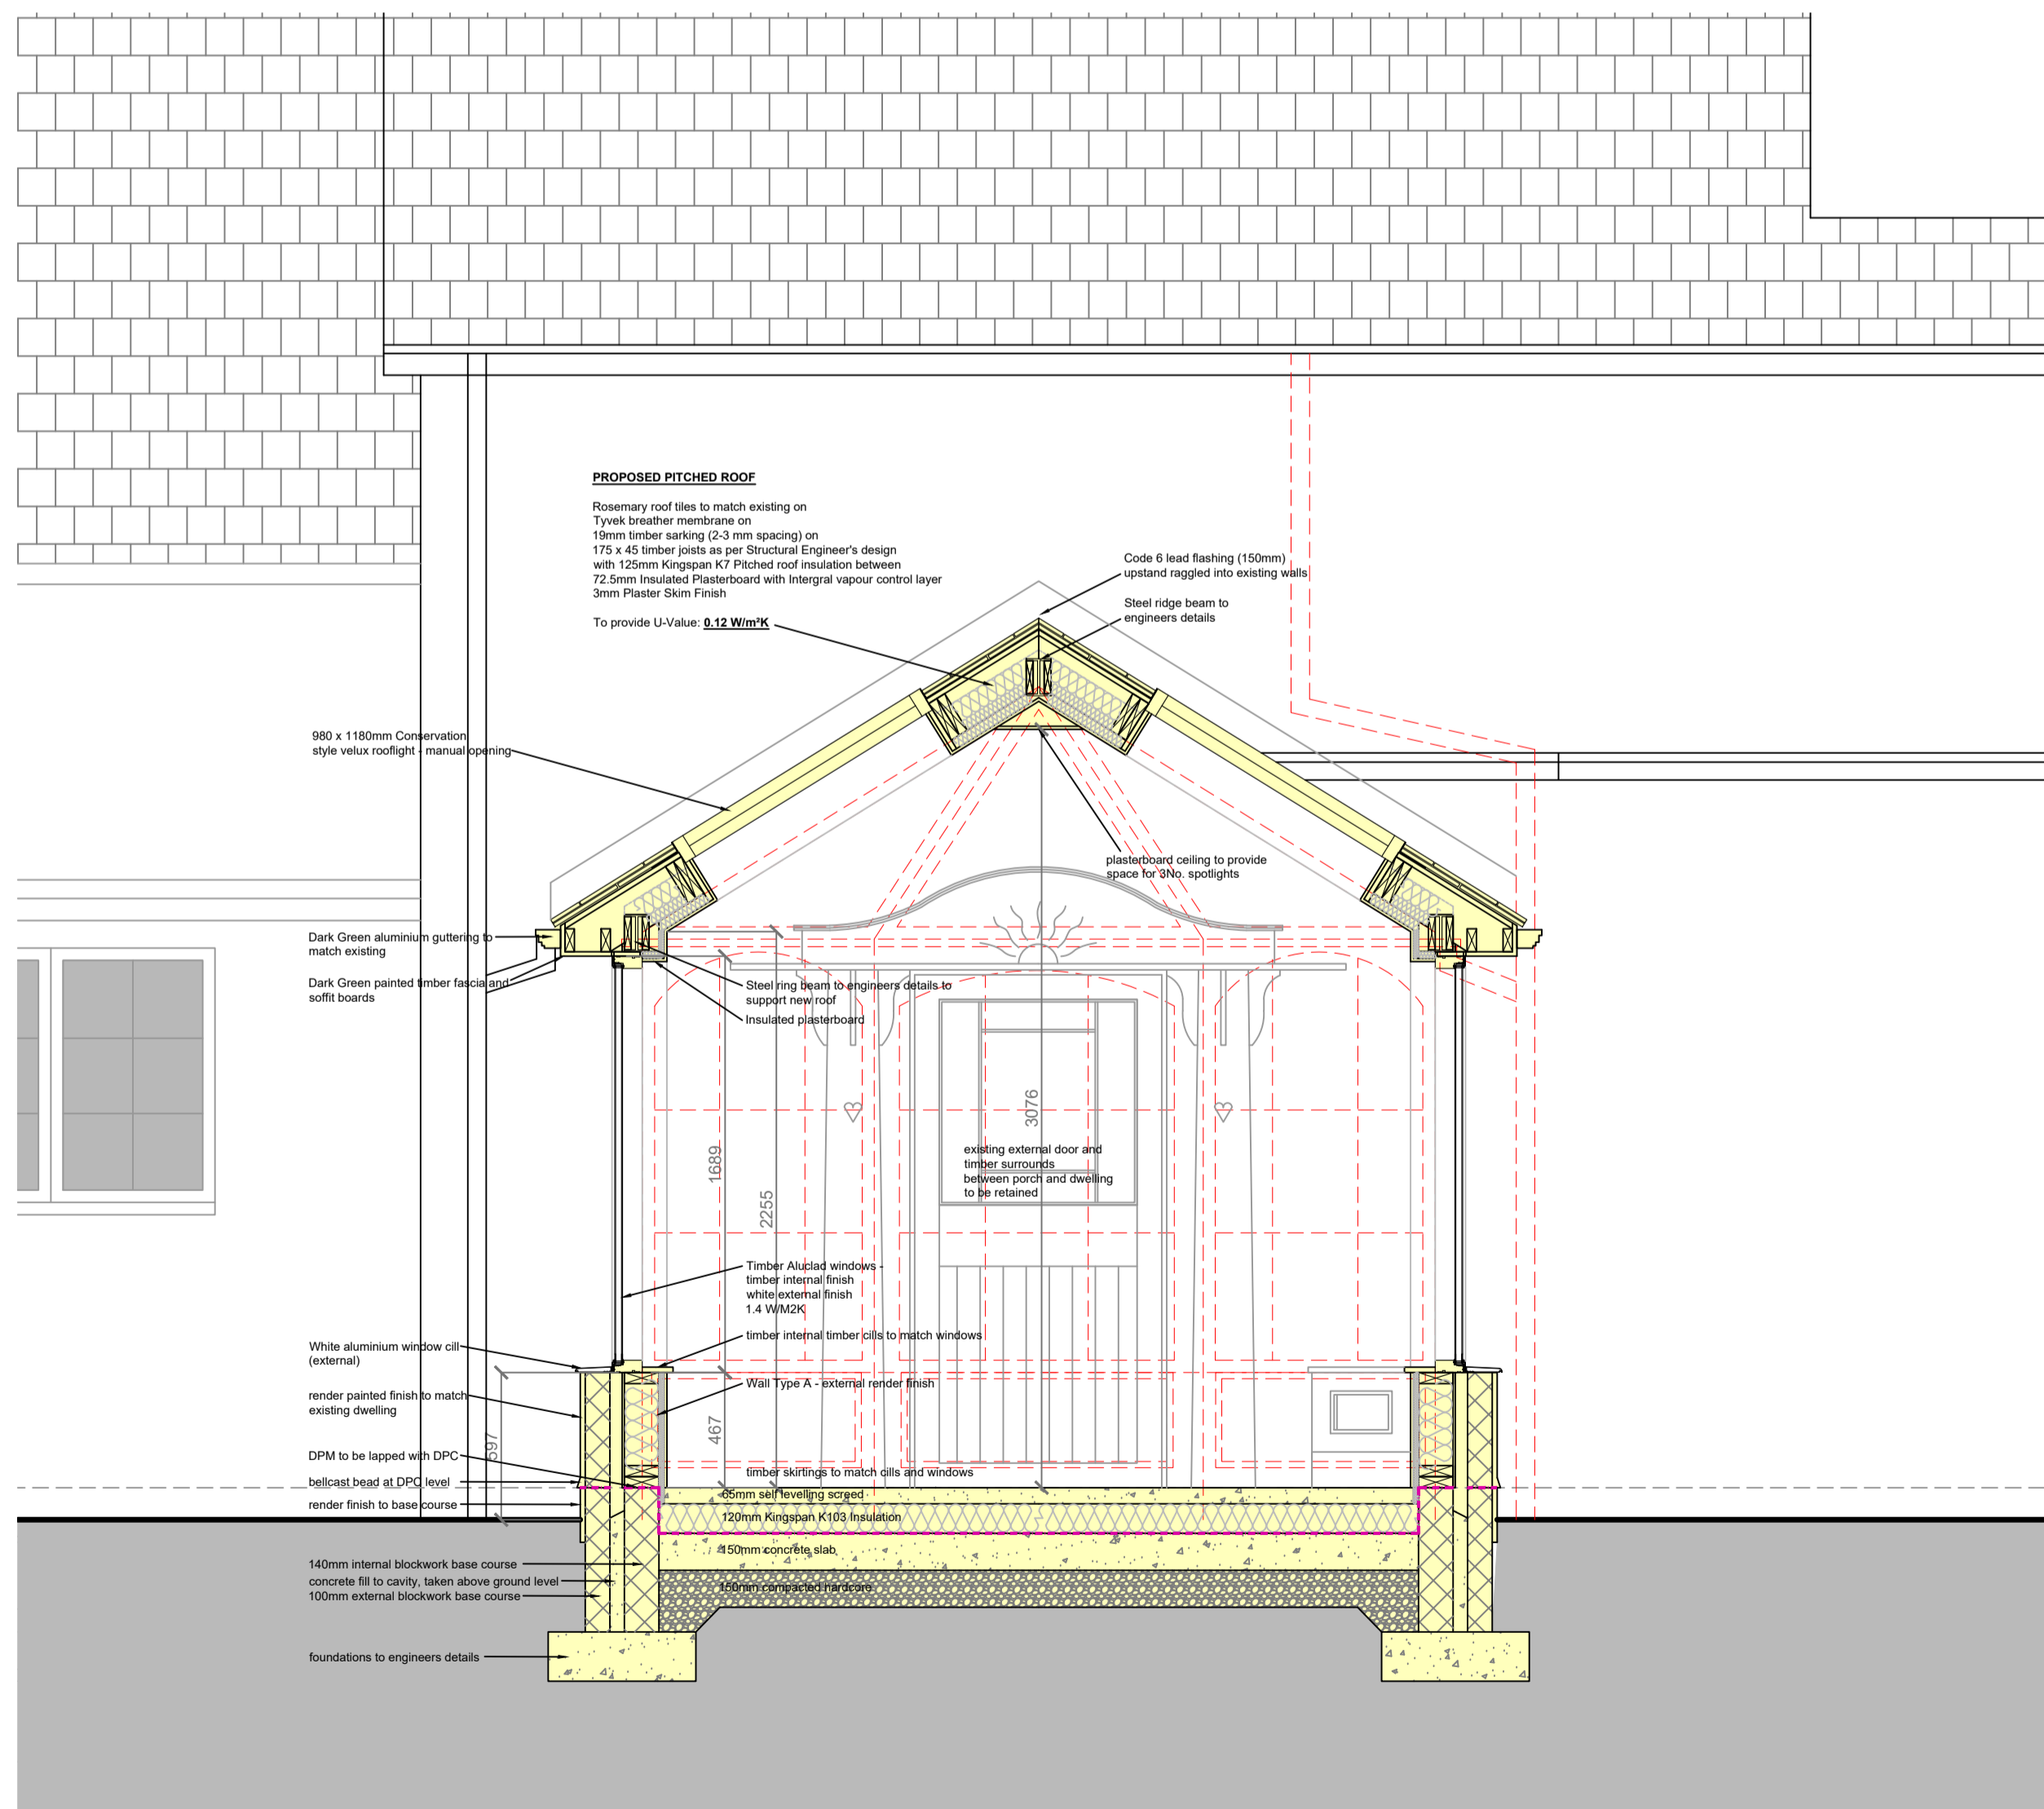 PROPOSED PITCHED ROOF
Rosemary roof tiles to match existing on
Tyvek breather membrane on
19mm timber sarking (2-3 mm spacing) on
175 x 45 timber joists as per Structural Engineer's design
with 125mm Kingspan K7 Pitched roof insulation between
72.5mm Insulated Plasterboard with Intergral vapour control layer
3mm Plaster Skim Finish
To provide U-Value: 0.12 W/m²K
Code 6 lead flashing (150mm)
upstand raggled into existing walls
Steel ridge beam to
engineers details
980 x 1180mm Conservation
style velux rooflight - manual opening
plasterboard ceiling to provide
space for 3No. spotlights
Dark Green aluminium guttering to
match existing
Dark Green painted timber fascia and
soffit boards
Steel ring beam to engineers details to
support new roof
Insulated plasterboard
3076
1689
2255
existing external door and
timber surrounds
between porch and dwelling
to be retained
Timber Aluclad windows -
timber internal finish
white external finish
1.4 W/M2K
timber internal timber cills to match windows
White aluminium window cill
(external)
Wall Type A - external render finish
render painted finish to match
existing dwelling
467
597
DPM to be lapped with DPC
timber skirtings to match cills and windows
bellcast bead at DPC level
65mm self levelling screed
render finish to base course
120mm Kingspan K103 Insulation
150mm concrete slab
140mm internal blockwork base course
concrete fill to cavity, taken above ground level
150mm compacted hardcore
100mm external blockwork base course
foundations to engineers details